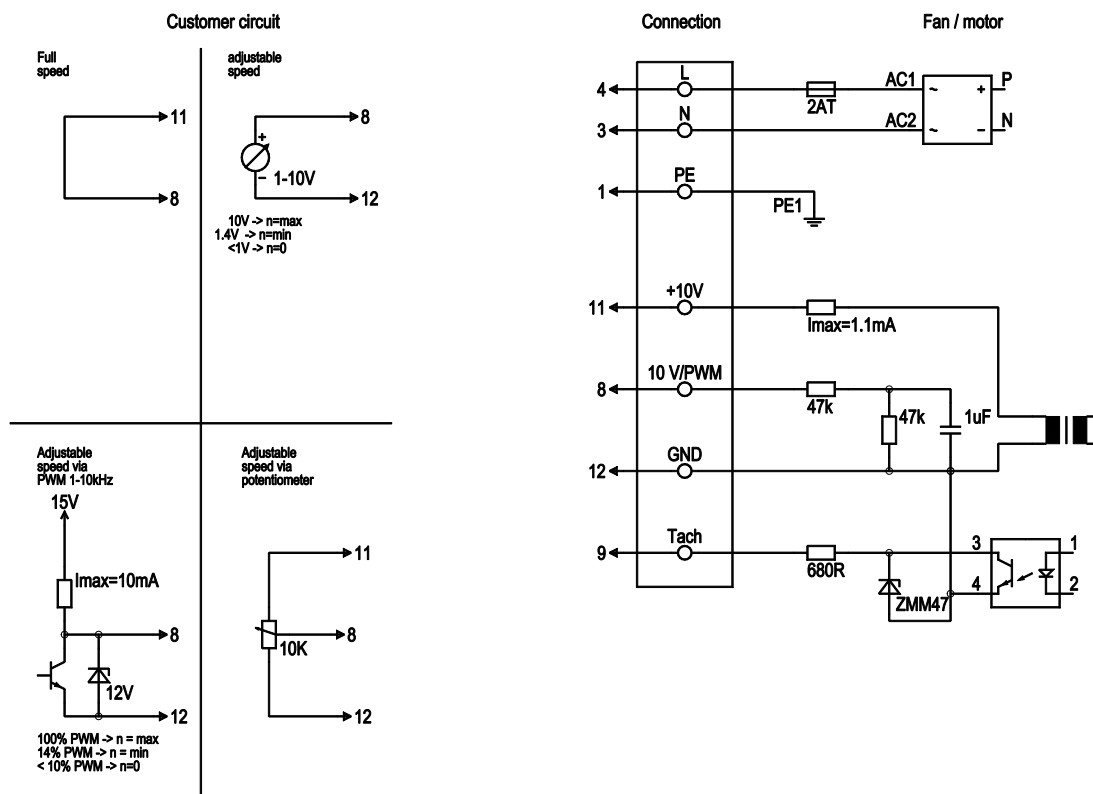 Customer circuit
Connection
Fan / motor
Full
speed
11
8
adjustable
speed
8
+
−
1-10V
12
10V -> n=max
1.4V -> n=min
<1V -> n=0
Adjustable
speed via
PWM 1-10kHz
15V
Imax=10mA
8
12V
12
100% PWM -> n = max
14% PWM -> n = min
< 10% PWM -> n=0
Adjustable
speed via
potentiometer
11
8
10K
12
4
L
2AT
AC1
~
+
P
3
N
AC2
~
−
N
1
PE
PE1
11
+10V
Imax=1.1mA
8
10 V/PWM
47k
47k
1uF
12
GND
9
Tach
680R
ZMM47
3
4
1
2